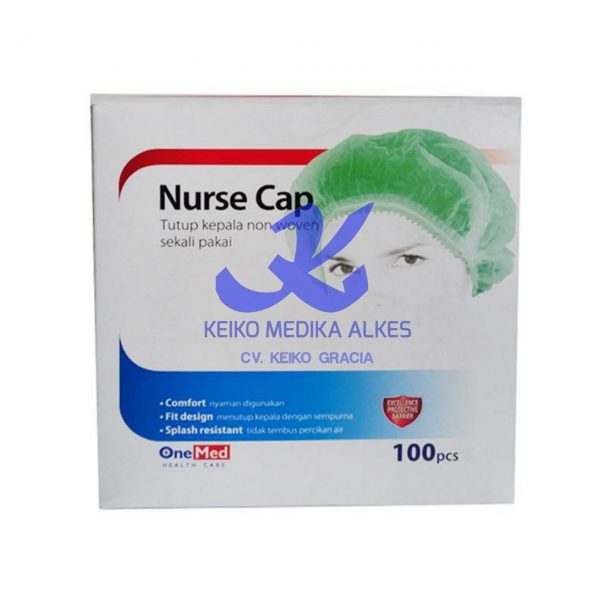 Nurse Cap
Tutup kepala non woven
sekali pakai
KEIKO MEDIKA ALKES
CV. KEIKO GRACIA
• Comfort nyaman digunakan
• Fit design menutup kepala dengan sempurna
• Splash resistant tidak tembus percikan air
EXCELLENCE
PROTECTIVE
BARRIER
OneMed
HEALTH CARE
100pcs